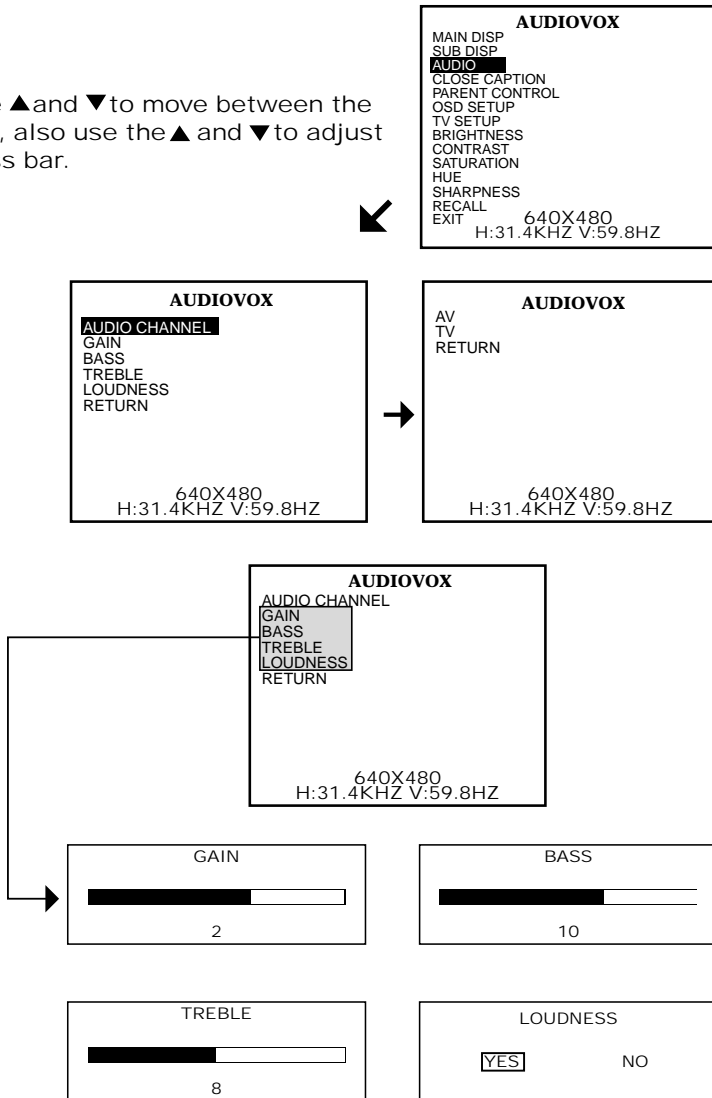 AUDIOVOX
MAIN DISP
SUB DISP
AUDIO
CLOSE CAPTION
PARENT CONTROL
OSD SETUP
TV SETUP
BRIGHTNESS
CONTRAST
SATURATION
HUE
SHARPNESS
RECALL
EXIT
640X480
H:31.4KHZ V:59.8HZ
▲and ▼to move between the
, also use the▲ and ▼to adjust
bar.
AUDIOVOX
AUDIO CHANNEL
GAIN
BASS
TREBLE
LOUDNESS
RETURN
640X480
H:31.4KHZ V:59.8HZ
AUDIOVOX
AV
TV
RETURN
640X480
H:31.4KHZ V:59.8HZ
AUDIOVOX
AUDIO CHANNEL
GAIN
BASS
TREBLE
LOUDNESS
RETURN
640X480
H:31.4KHZ V:59.8HZ
GAIN
2
BASS
10
TREBLE
8
LOUDNESS
YES NO